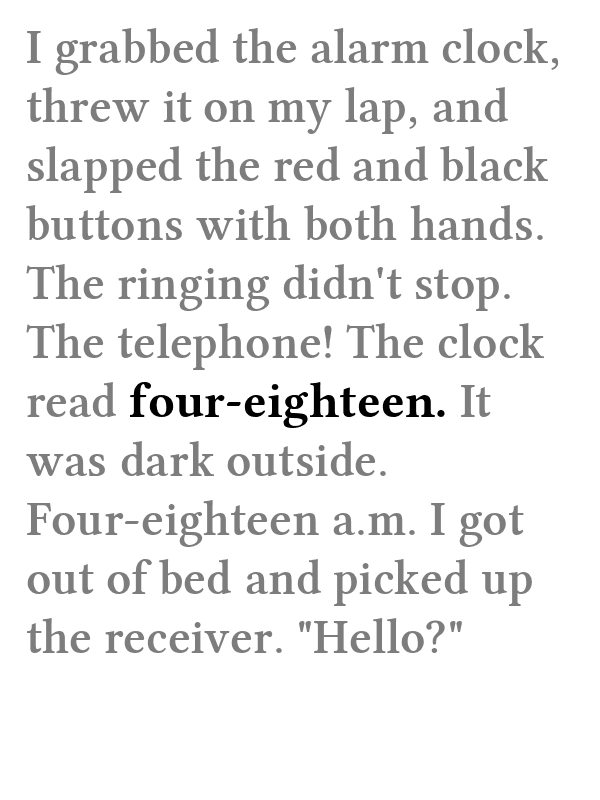 I grabbed the alarm clock,
threw it on my lap, and
slapped the red and black
buttons with both hands.
The ringing didn't stop.
The telephone! The clock
read four-eighteen. It
was dark outside.
Four-eighteen a.m. I got
out of bed and picked up
the receiver. "Hello?"